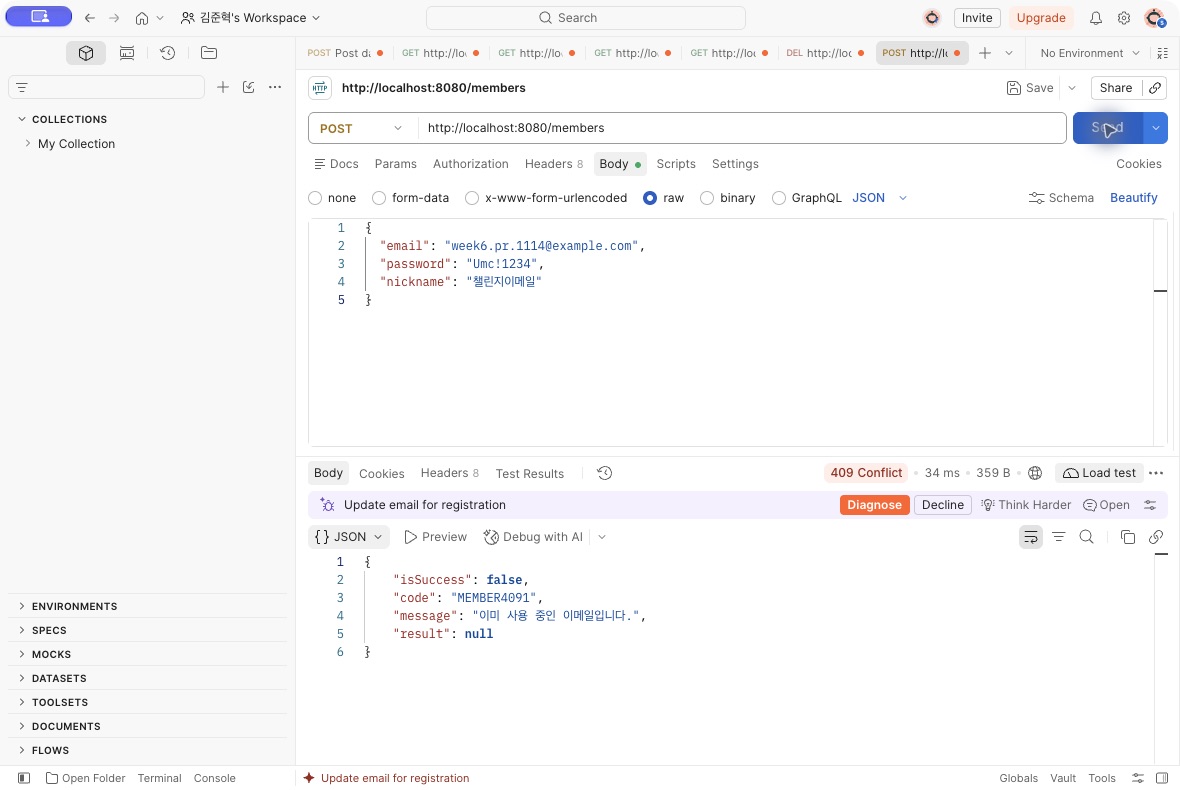 김준혁's Workspace
Search
Invite
Upgrade
POST Post da
GET http://loc
GET http://loc
GET http://loc
GET http://loc
DEL http://loc
POST http://lo
No Environment
COLLECTIONS
My Collection
HTTP
http://localhost:8080/members
Save
Share
POST
http://localhost:8080/members
Send
Docs
Params
Authorization
Headers 8
Body
Scripts
Settings
Cookies
none
form-data
x-www-form-urlencoded
raw
binary
GraphQL
JSON
Schema
Beautify
1 {
2 "email": "week6.pr.1114@example.com",
3 "password": "Umc!1234",
4 "nickname": "챌린지이메일"
5 }
Body
Cookies
Headers 8
Test Results
409 Conflict
34 ms
359 B
Load test
Update email for registration
Diagnose
Decline
Think Harder
Open
{ } JSON
Preview
Debug with AI
1 {
2 "isSuccess": false,
3 "code": "MEMBER4091",
4 "message": "이미 사용 중인 이메일입니다.",
5 "result": null
6 }
ENVIRONMENTS
SPECS
MOCKS
DATASETS
TOOLSETS
DOCUMENTS
FLOWS
Open Folder
Terminal
Console
Update email for registration
Globals
Vault
Tools